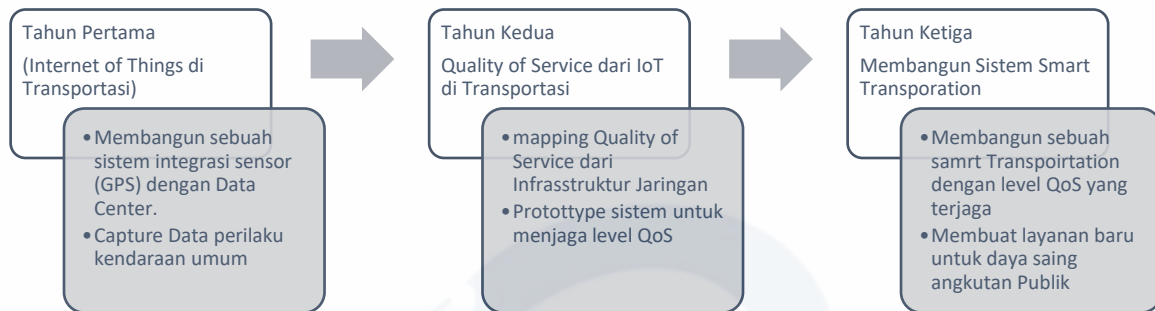 Tahun Pertama
(Internet of Things di
Transportasi)
• Membangun sebuah
sistem integrasi sensor
(GPS) dengan Data
Center.
• Capture Data perilaku
kendaraan umum
Tahun Kedua
Quality of Service dari IoT
di Transportasi
• mapping Quality of
Service dari
Infrasstruktur Jaringan
• Protottype sistem untuk
menjaga level QoS
Tahun Ketiga
Membangun Sistem Smart
Transporation
• Membangun sebuah
samrt Transpoirtation
dengan level QoS yang
terjaga
• Membuat layanan baru
untuk daya saing
angkutan Publik